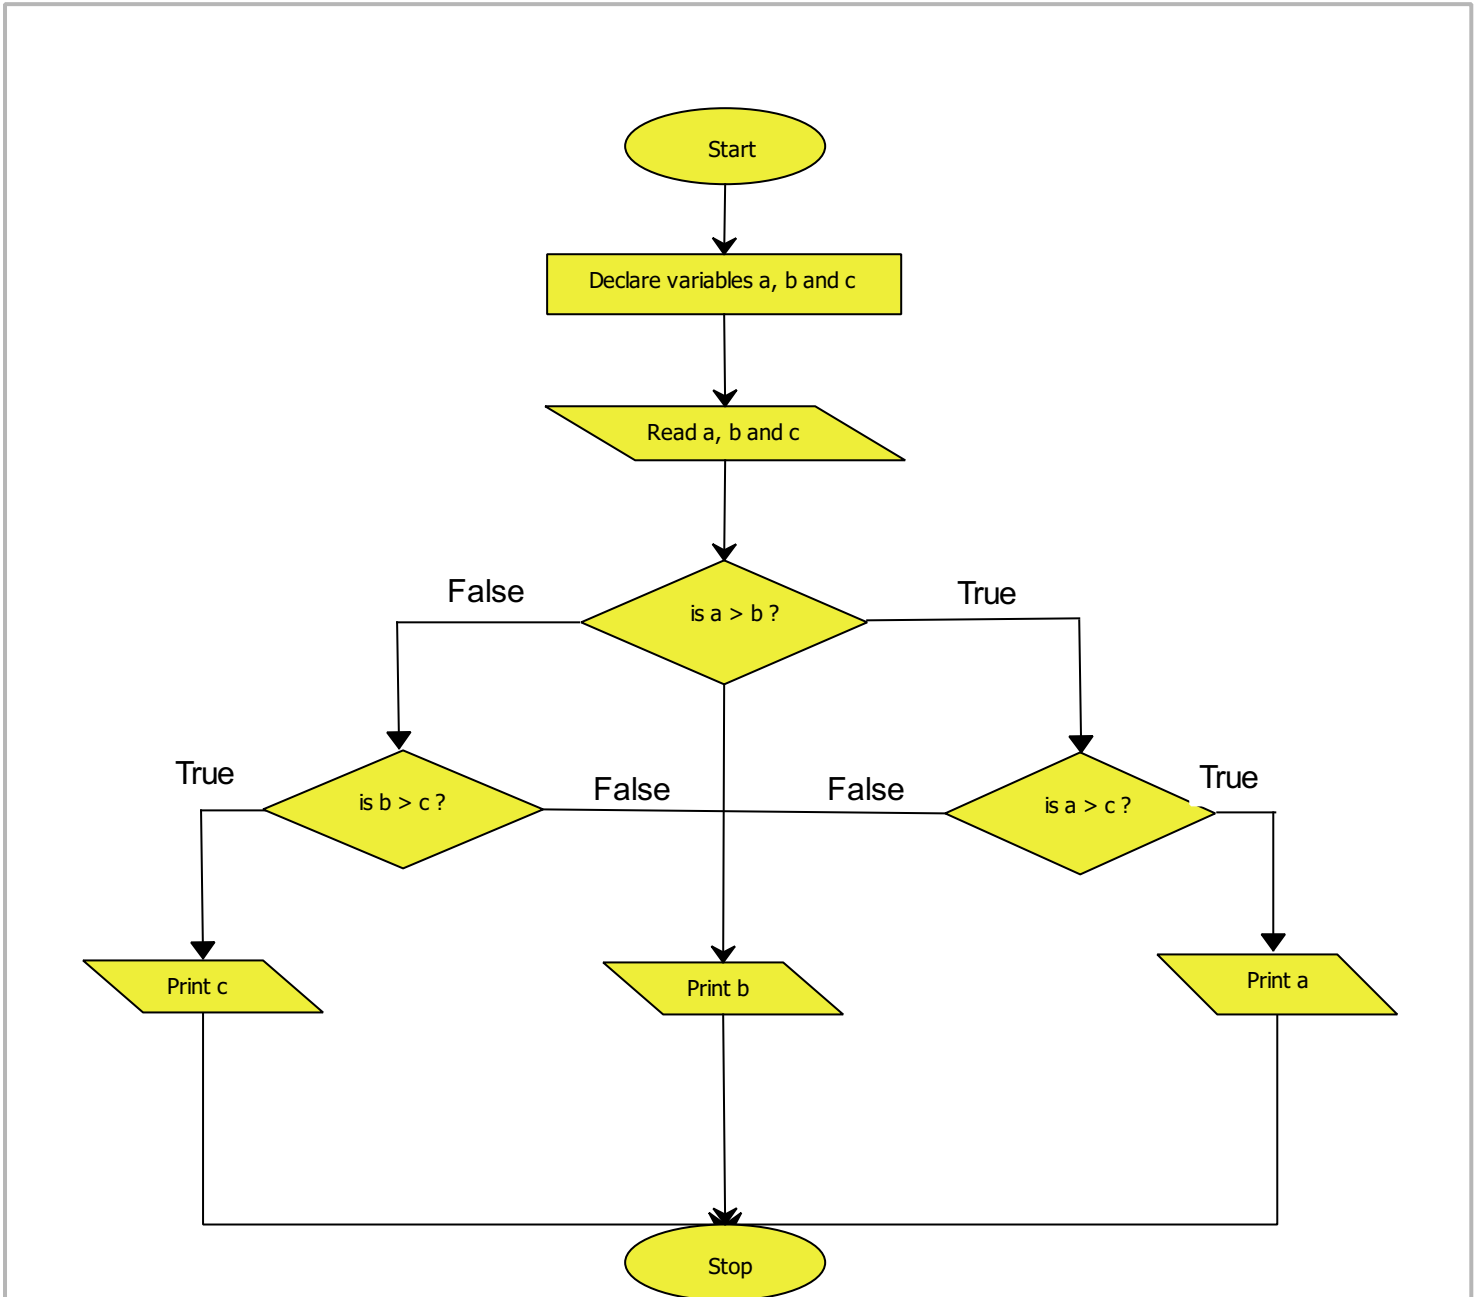 Start
Declare variables a, b and c
Read a, b and c
False
is a > b ?
True
True
is b > c ?
False
False
is a > c ?
True
Print c
Print b
Print a
Stop